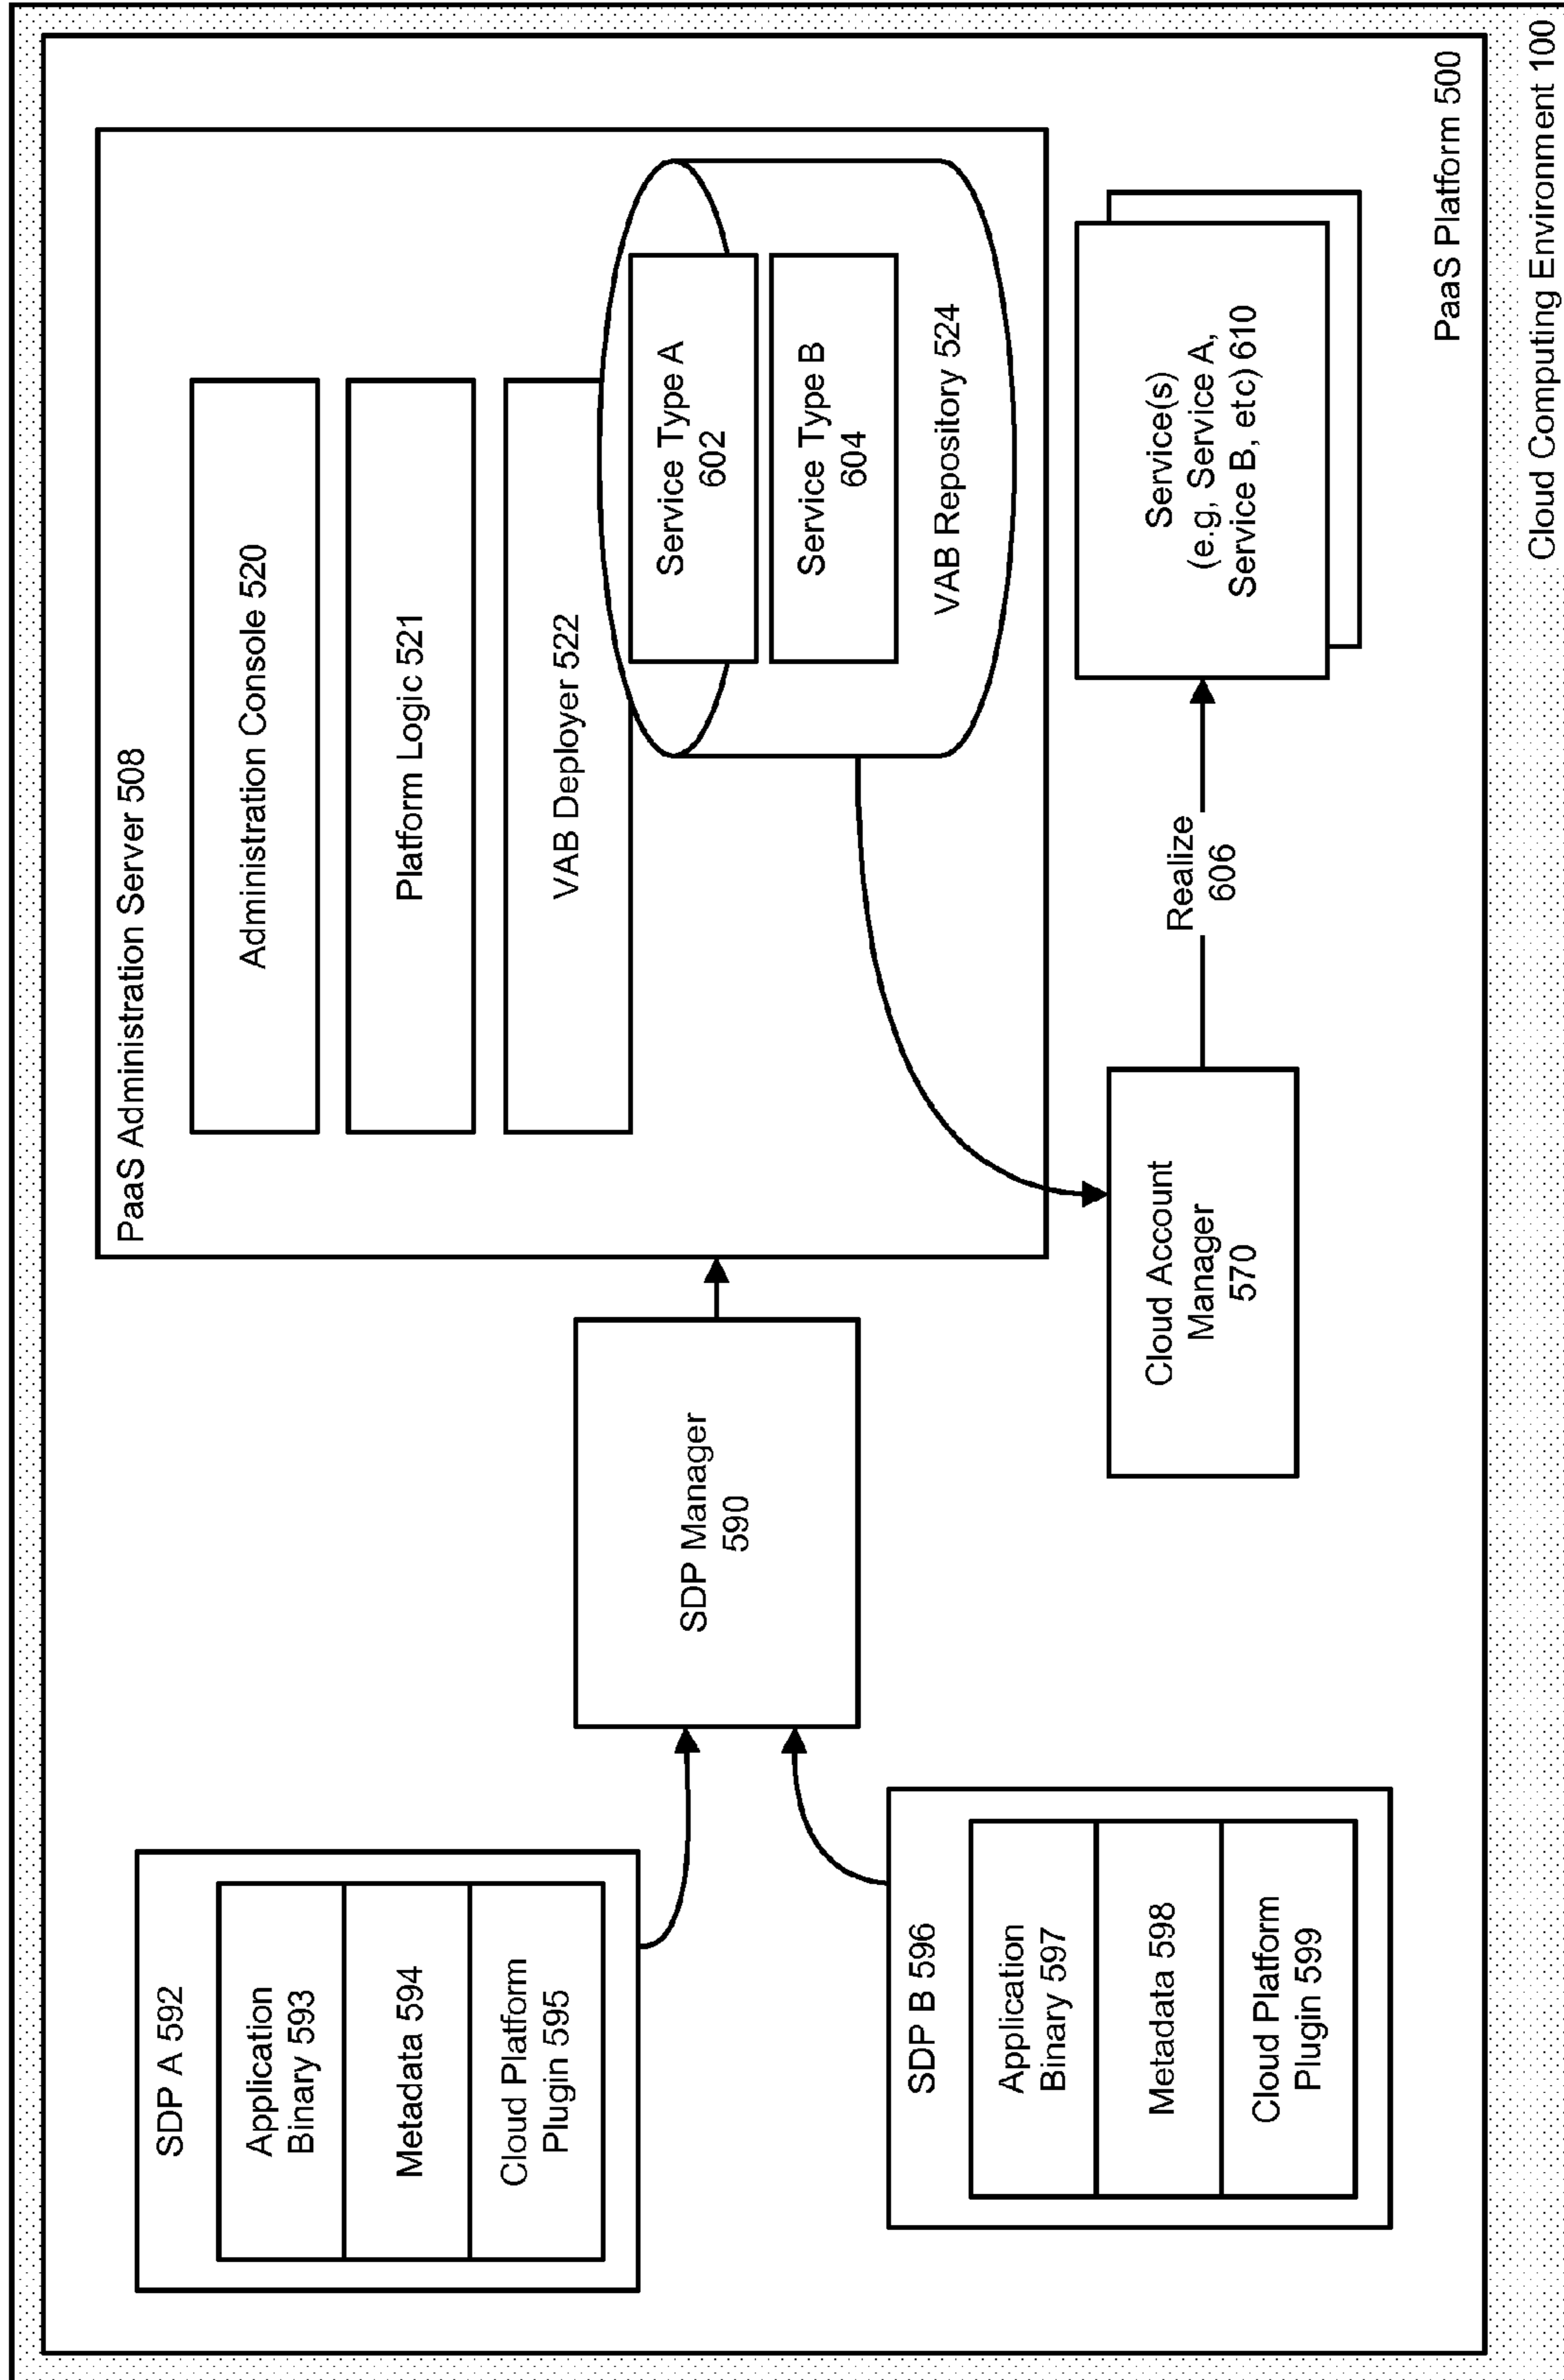 SDP A 592
Application
Binary 593
Metadata 594
Cloud Platform
Plugin 595
SDP B 596
Application
Binary 597
Metadata 598
Cloud Platform
Plugin 599
SDP Manager
590
PaaS Administration Server 508
Administration Console 520
Platform Logic 521
VAB Deployer 522
Service Type A
602
Service Type B
604
VAB Repository 524
Cloud Account
Manager
570
Realize
606
Service(s)
(e.g, Service A,
Service B, etc) 610
PaaS Platform 500
Cloud Computing Environment 100